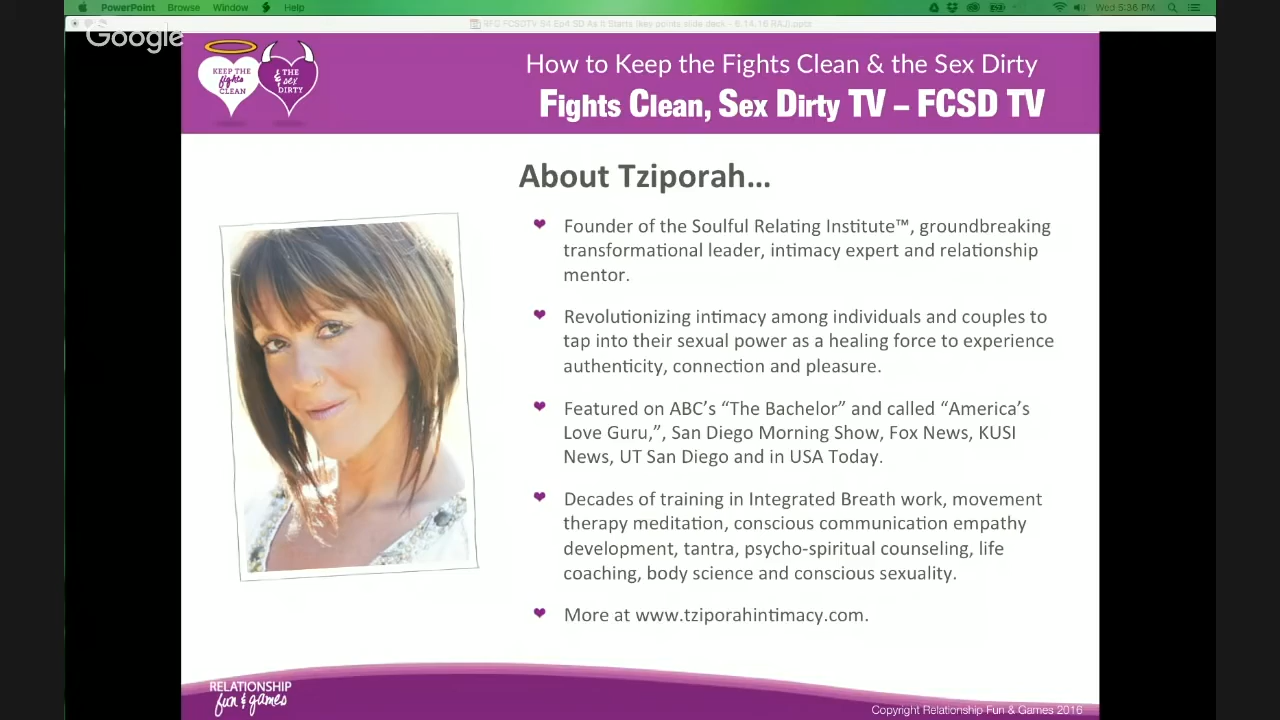 PowerPoint Browse Window Help
Wed 5:36 PM
Google
KEEP THE
fights
CLEAN
& THE
sex
DIRTY
How to Keep the Fights Clean & the Sex Dirty
Fights Clean, Sex Dirty TV – FCSD TV
About Tziporah...
Founder of the Soulful Relating Institute™, groundbreaking
transformational leader, intimacy expert and relationship
mentor.
Revolutionizing intimacy among individuals and couples to
tap into their sexual power as a healing force to experience
authenticity, connection and pleasure.
Featured on ABC’s “The Bachelor” and called “America’s
Love Guru,”, San Diego Morning Show, Fox News, KUSI
News, UT San Diego and in USA Today.
Decades of training in Integrated Breath work, movement
therapy meditation, conscious communication empathy
development, tantra, psycho-spiritual counseling, life
coaching, body science and conscious sexuality.
More at www.tziporahintimacy.com.
RELATIONSHIP
fun & games
Copyright Relationship Fun & Games 2016